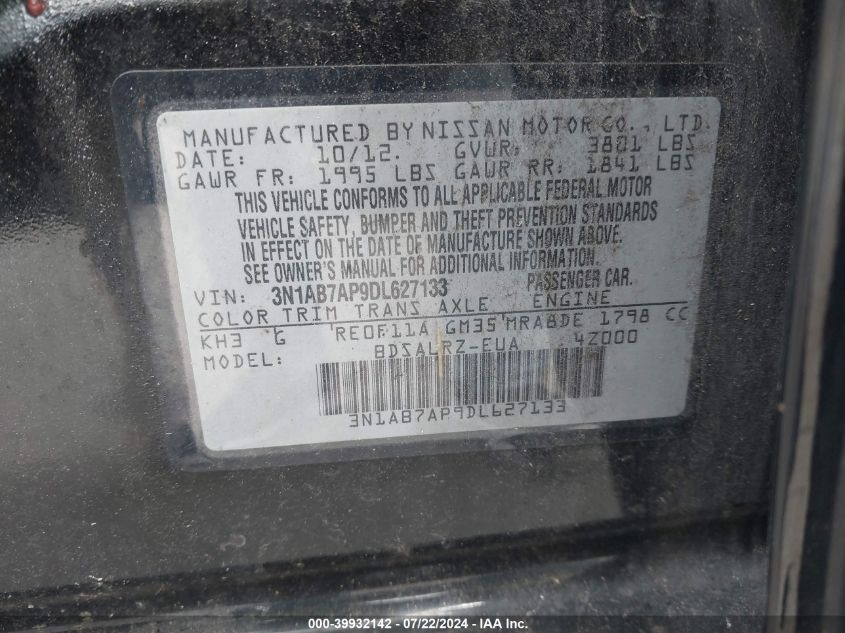 MANUFACTURED BY NISSAN MOTOR CO., LTD.
DATE: 10/12. GVWR: 3801 LBS
GAWR FR: 1995 LBS GAWR RR: 1841 LBS
THIS VEHICLE CONFORMS TO ALL APPLICABLE FEDERAL MOTOR
VEHICLE SAFETY, BUMPER AND THEFT PREVENTION STANDARDS
IN EFFECT ON THE DATE OF MANUFACTURE SHOWN ABOVE.
SEE OWNER'S MANUAL FOR ADDITIONAL INFORMATION.
VIN: 3N1AB7AP9DL627133 PASSENGER CAR.
COLOR TRIM TRANS AXLE ENGINE
KH3 G RE0F11A GM35 MRA8DE 1798 CC
MODEL: BDSALRZ-EUA 4Z000
3N1AB7AP9DL627133
000-39932142 - 07/22/2024 - IMPACT Auto Auctions, Inc.